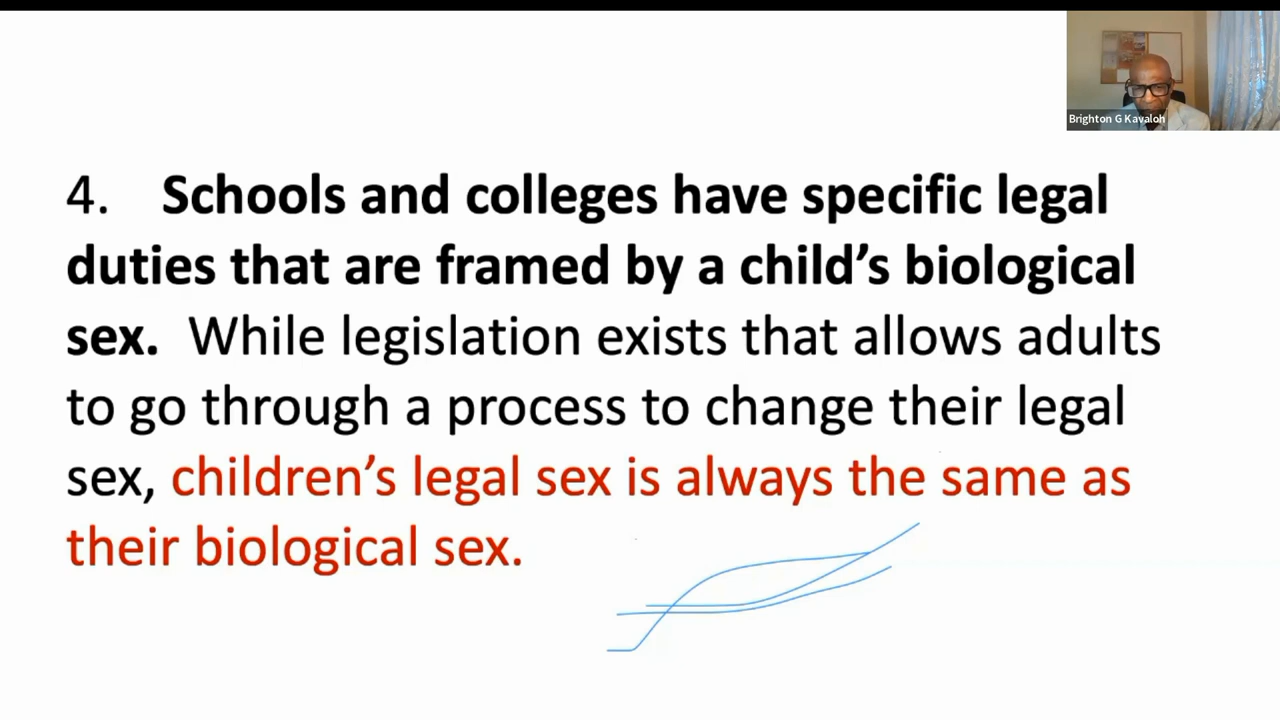 Brighton G Kavaloh
4. Schools and colleges have specific legal
duties that are framed by a child’s biological
sex. While legislation exists that allows adults
to go through a process to change their legal
sex, children’s legal sex is always the same as
their biological sex.